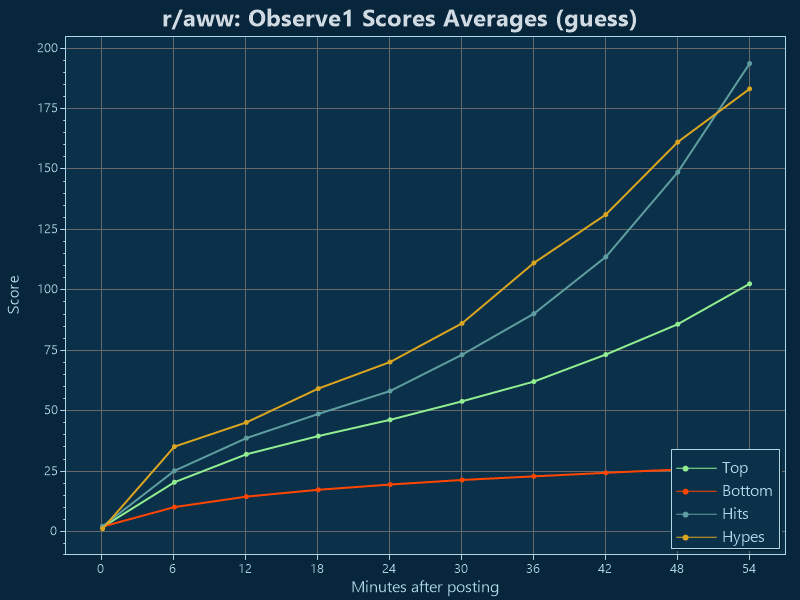 r/aww: Observe1 Scores Averages (guess)
200
175
150
125
100
75
50
25
0
Score
Top
Bottom
Hits
Hypes
0 6 12 18 24 30 36 42 48 54
Minutes after posting